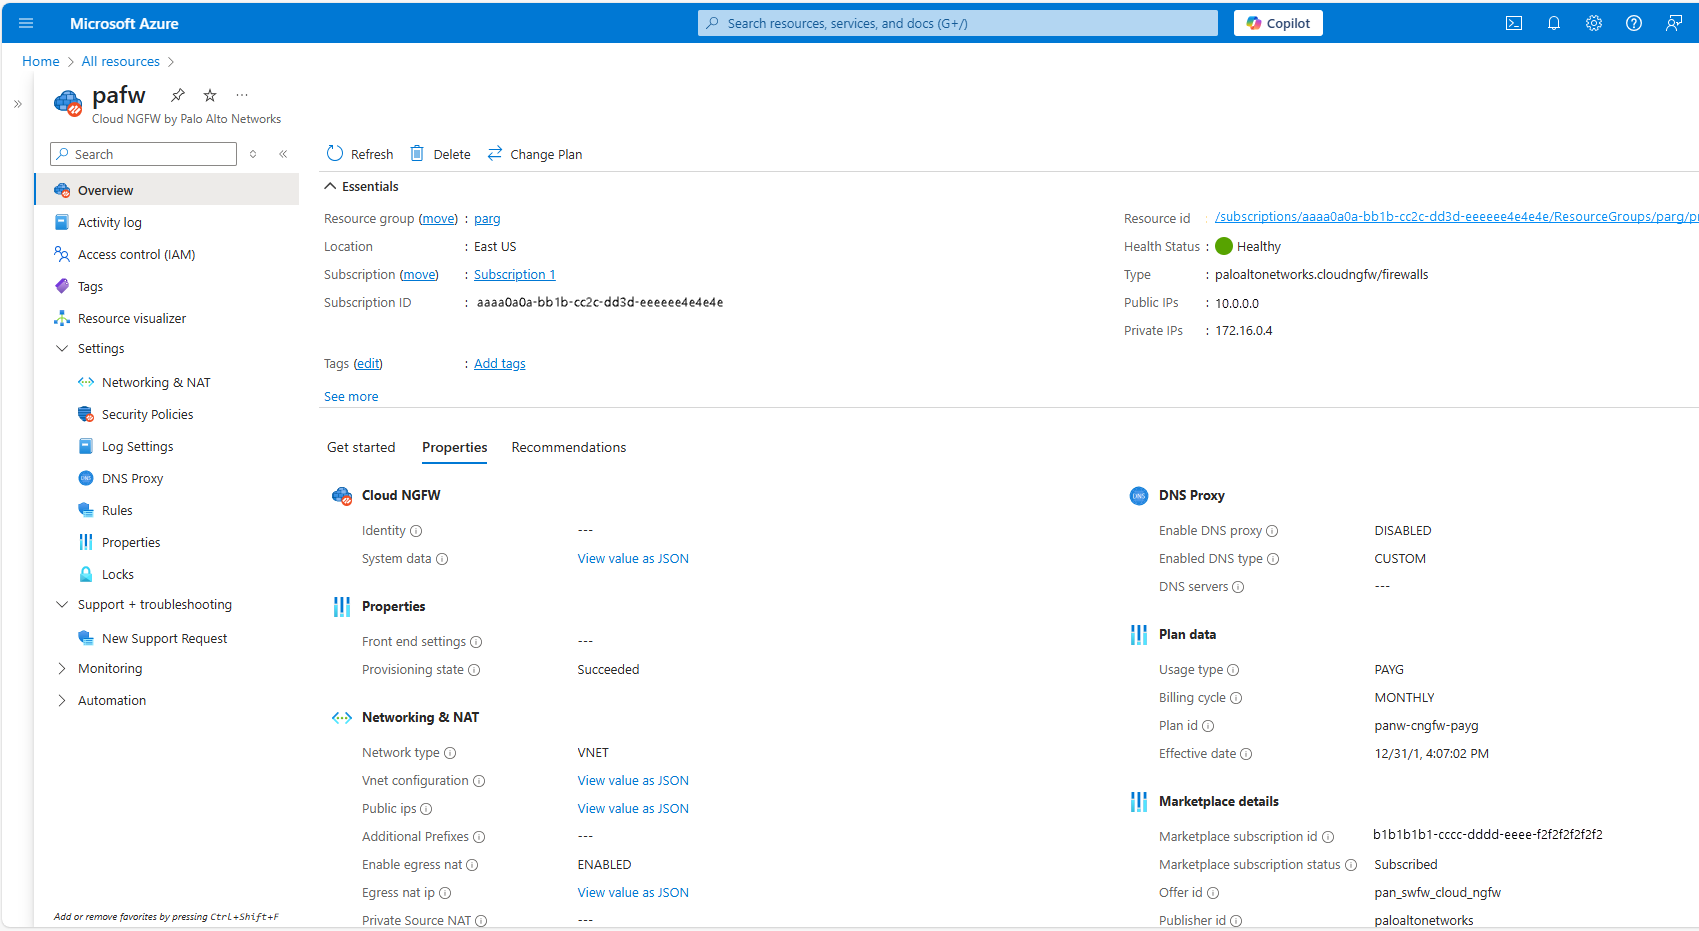 Microsoft Azure
Search resources, services, and docs (G+/)
Copilot
Home > All resources >
pafw
Cloud NGFW by Palo Alto Networks
Search
Overview
Activity log
Access control (IAM)
Tags
Resource visualizer
Settings
Networking & NAT
Security Policies
Log Settings
DNS Proxy
Rules
Properties
Locks
Support + troubleshooting
New Support Request
Monitoring
Automation
Add or remove favorites by pressing Ctrl+Shift+F
Refresh Delete Change Plan
Essentials
Resource group (move) : parg
Location : East US
Subscription (move) : Subscription 1
Subscription ID : aaaa0a0a-bb1b-cc2c-dd3d-eeeeee4e4e4e
Tags (edit) : Add tags
See more
Resource id : /subscriptions/aaaa0a0a-bb1b-cc2c-dd3d-eeeeee4e4e4e/ResourceGroups/parg/
Health Status : Healthy
Type : paloaltonetworks.cloudngfw/firewalls
Public IPs : 10.0.0.0
Private IPs : 172.16.0.4
Get started Properties Recommendations
Cloud NGFW
Identity ---
System data View value as JSON
Properties
Front end settings ---
Provisioning state Succeeded
Networking & NAT
Network type VNET
Vnet configuration View value as JSON
Public ips View value as JSON
Additional Prefixes ---
Enable egress nat ENABLED
Egress nat ip View value as JSON
Private Source NAT ---
DNS Proxy
Enable DNS proxy DISABLED
Enabled DNS type CUSTOM
DNS servers ---
Plan data
Usage type PAYG
Billing cycle MONTHLY
Plan id panw-cngfw-payg
Effective date 12/31/1, 4:07:02 PM
Marketplace details
Marketplace subscription id b1b1b1b1-cccc-dddd-eeee-f2f2f2f2f2f2
Marketplace subscription status Subscribed
Offer id pan_swfw_cloud_ngfw
Publisher id paloaltonetworks